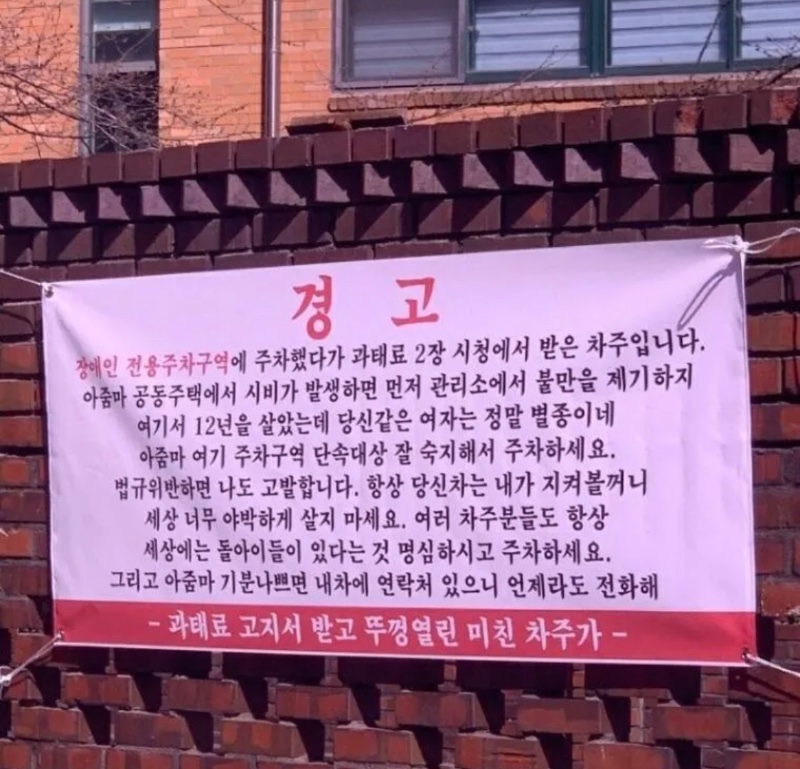 경 고
장애인 전용주차구역에 주차했다가 과태료 2장 시청에서 받은 차주입니다.
아줌마 공동주택에서 시비가 발생하면 먼저 관리소에서 불만을 제기하지
여기서 12년을 살았는데 당신같은 여자는 정말 별종이네
아줌마 여기 주차구역 단속대상 잘 숙지해서 주차하세요.
법규위반하면 나도 고발합니다. 항상 당신차는 내가 지켜볼꺼니
세상 너무 야박하게 살지 마세요. 여러 차주분들도 항상
세상에는 돌아이들이 있다는 것 명심하시고 주차하세요.
그리고 아줌마 기분나쁘면 내차에 연락처 있으니 언제라도 전화해
- 과태료 고지서 받고 뚜껑열린 미친 차주가 -